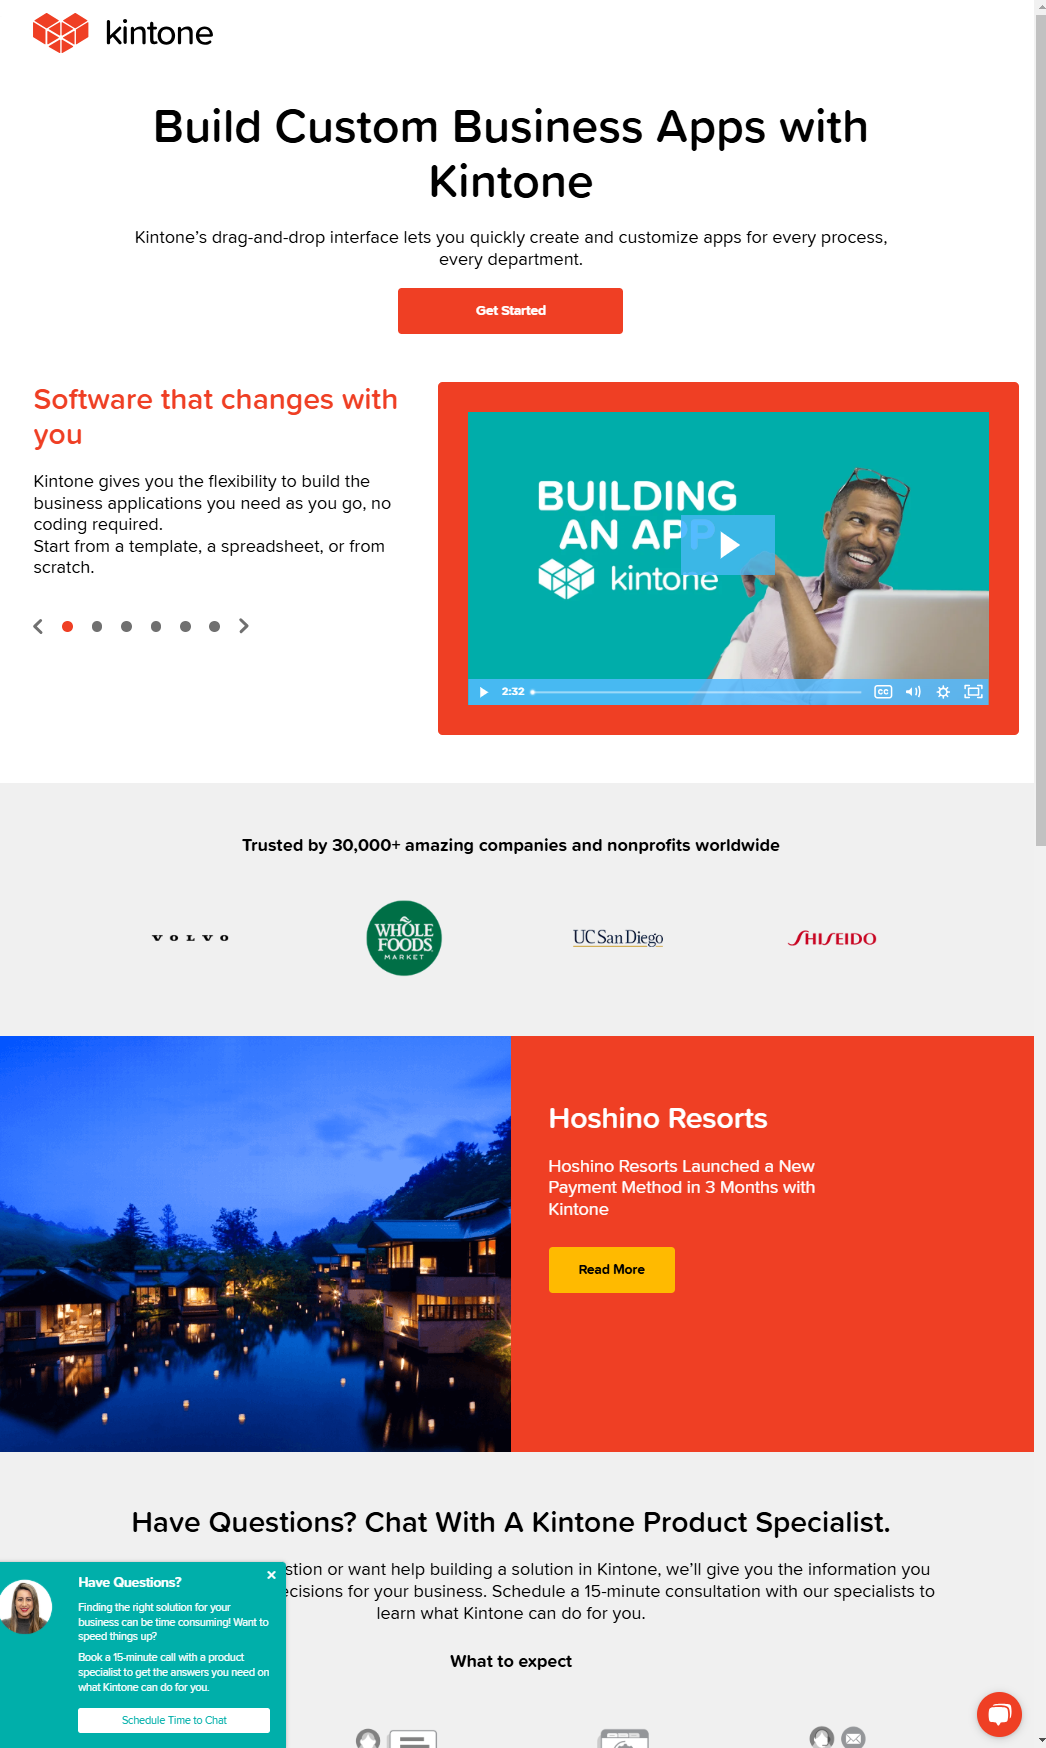 kintone
Build Custom Business Apps with
Kintone
Kintone's drag-and-drop interface lets you quickly create and customize apps for every process,
every department.
Get Started
Software that changes with
you
Kintone gives you the flexibility to build the
business applications you need as you go, no
coding required.
Start from a template, a spreadsheet, or from
scratch.
BUILDING
AN APP
kintone
2:32
CC
Trusted by 30,000+ amazing companies and nonprofits worldwide
VOLVO
WHOLE
FOODS
MARKET
UC San Diego
SHISEIDO
Hoshino Resorts
Hoshino Resorts Launched a New
Payment Method in 3 Months with
Kintone
Read More
Have Questions? Chat With A Kintone Product Specialist.
stion or want help building a solution in Kintone, we'll give you the information you
ecisions for your business. Schedule a 15-minute consultation with our specialists to
learn what Kintone can do for you.
What to expect
Have Questions?
Finding the right solution for your
business can be time consuming! Want to
speed things up?
Book a 15-minute call with a product
specialist to get the answers you need on
what Kintone can do for you.
Schedule Time to Chat